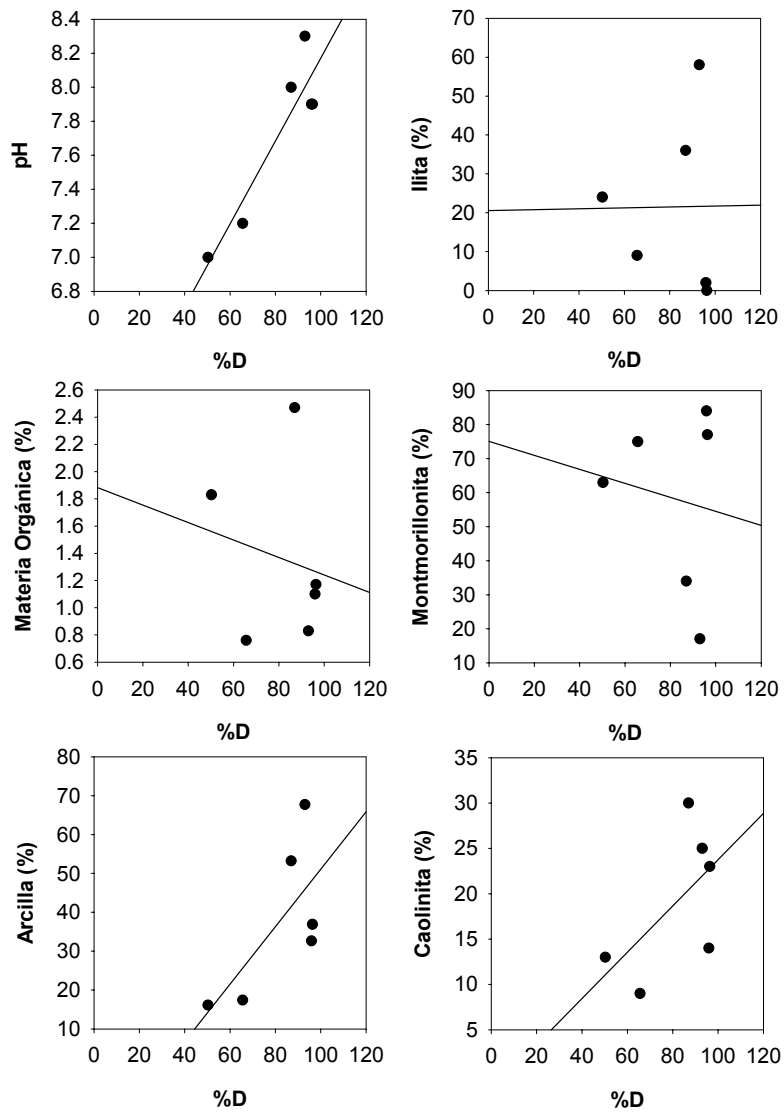 pH
8.4
8.2
8.0
7.8
7.6
7.4
7.2
7.0
6.8
0 20 40 60 80 100 120
%D
Ilita (%)
70
60
50
40
30
20
10
0
0 20 40 60 80 100 120
%D
Materia Orgánica (%)
2.6
2.4
2.2
2.0
1.8
1.6
1.4
1.2
1.0
0.8
0.6
0 20 40 60 80 100 120
%D
Montmorillonita (%)
90
80
70
60
50
40
30
20
10
0 20 40 60 80 100 120
%D
Arcilla (%)
80
70
60
50
40
30
20
10
0 20 40 60 80 100 120
%D
Caolinita (%)
35
30
25
20
15
10
5
0 20 40 60 80 100 120
%D